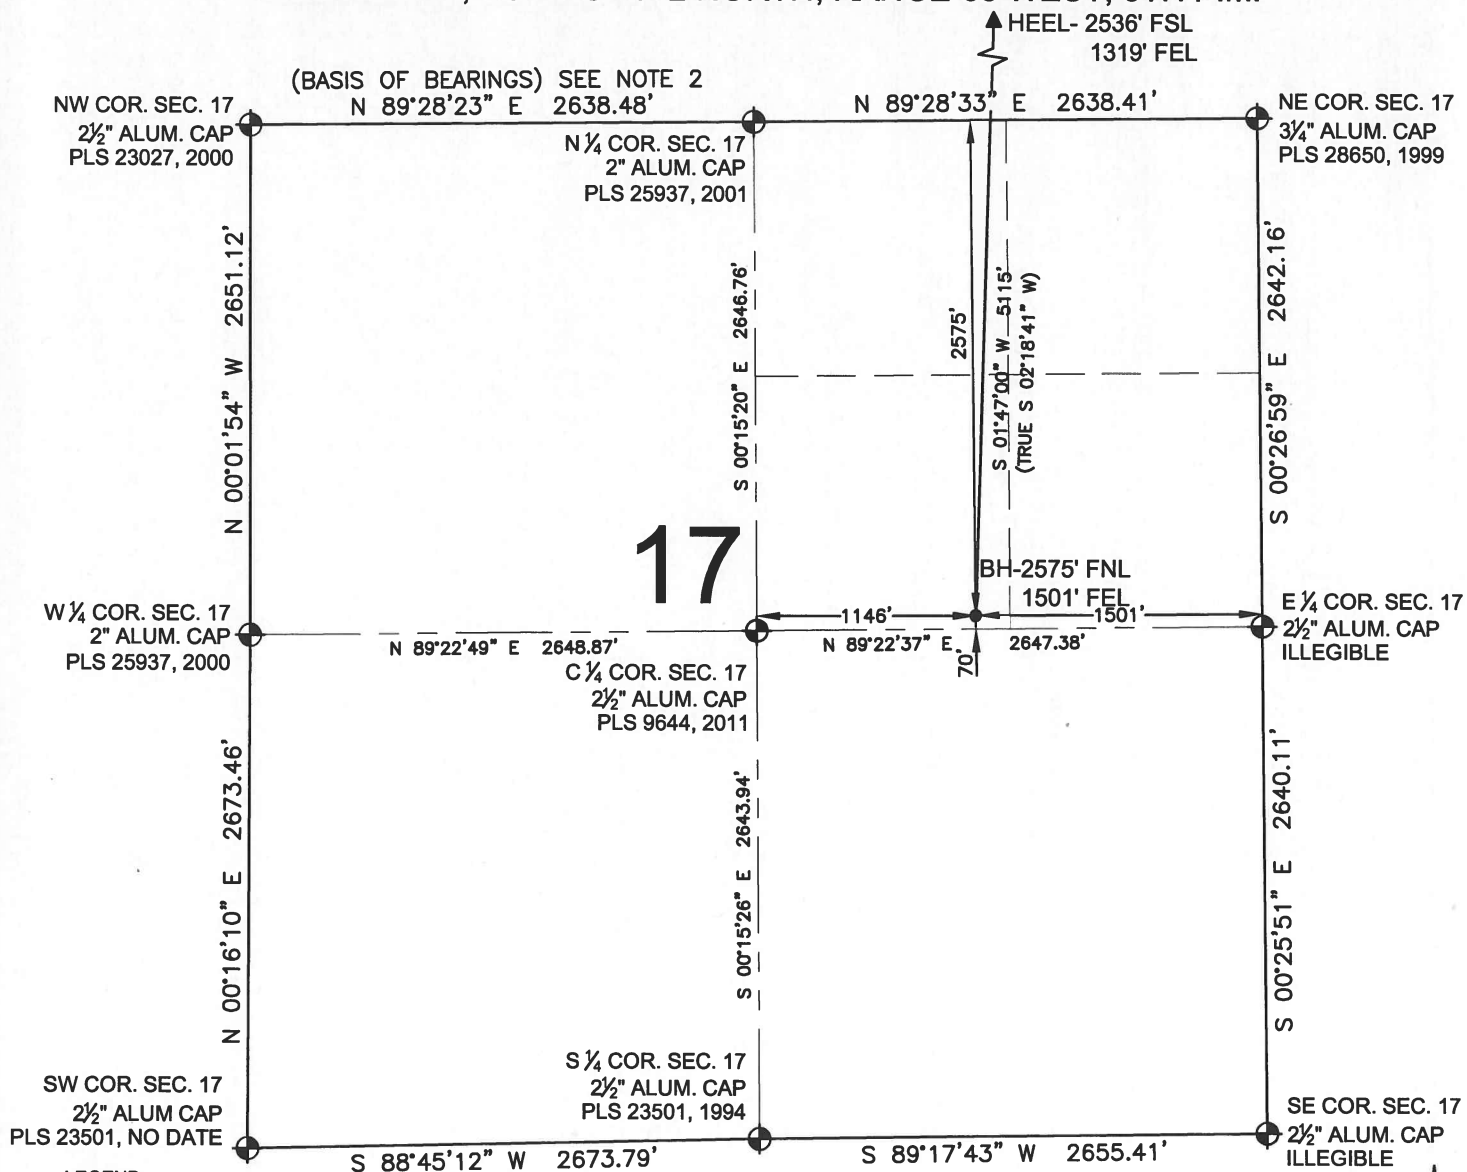 HEEL- 2536' FSL
1319' FEL
(BASIS OF BEARINGS) SEE NOTE 2
N 89°28'23" E 2638.48'
N 89°28'33" E 2638.41'
NW COR. SEC. 17
2½" ALUM. CAP
PLS 23027, 2000
N ¼ COR. SEC. 17
2" ALUM. CAP
PLS 25937, 2001
NE COR. SEC. 17
3¼" ALUM. CAP
PLS 28650, 1999
N 00°01'54" W 2651.12'
S 00°15'20" E 2646.76'
2575'
S 01°47'00" W 5115'
(TRUE S 02°18'41" W)
S 00°26'59" E 2642.16'
17
BH-2575' FNL
1501' FEL
1146'
1501'
W ¼ COR. SEC. 17
2" ALUM. CAP
PLS 25937, 2000
N 89°22'49" E 2648.87'
N 89°22'37" E 2647.38'
70'
C ¼ COR. SEC. 17
2½" ALUM. CAP
PLS 9644, 2011
E ¼ COR. SEC. 17
2½" ALUM. CAP
ILLEGIBLE
N 00°16'10" E 2673.46'
S 00°15'26" E 2643.94'
S 00°25'51" E 2640.11'
SW COR. SEC. 17
2½" ALUM CAP
PLS 23501, NO DATE
S ¼ COR. SEC. 17
2½" ALUM. CAP
PLS 23501, 1994
SE COR. SEC. 17
2½" ALUM. CAP
ILLEGIBLE
S 88°45'12" W 2673.79'
S 89°17'43" W 2655.41'